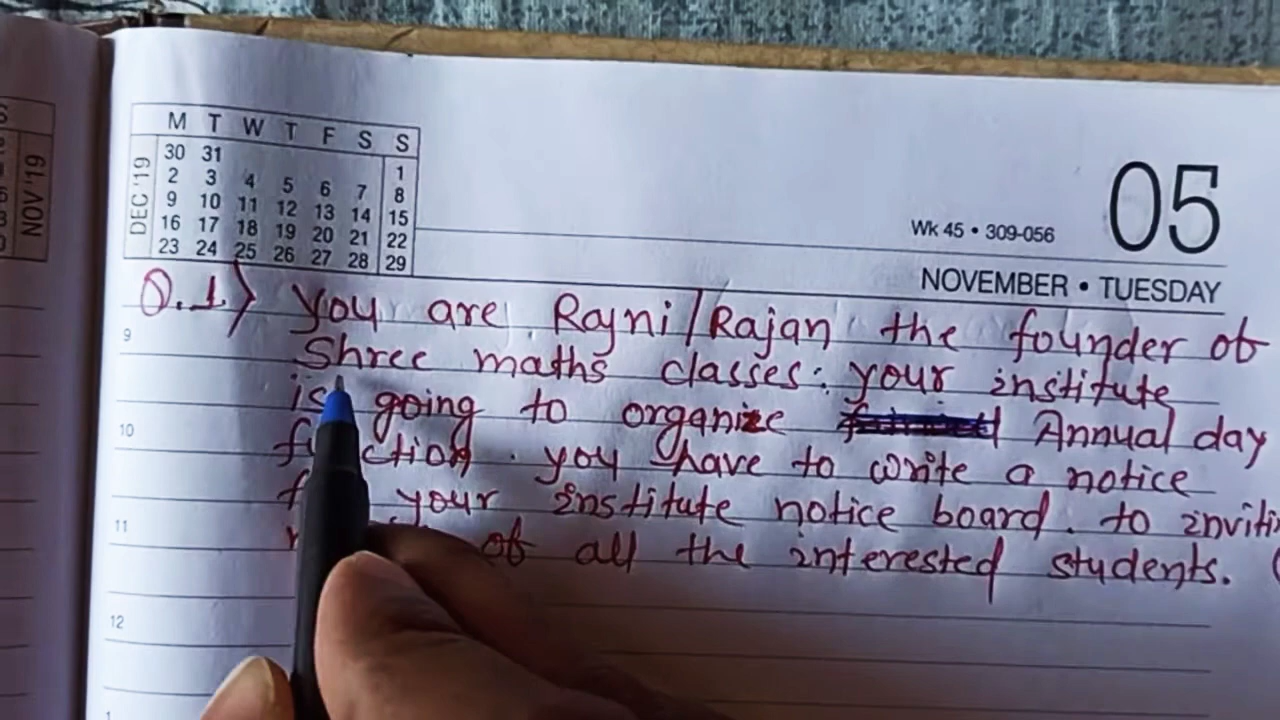 M T W T F S S
30 31 1
2 3 4 5 6 7 8
9 10 11 12 13 14 15
16 17 18 19 20 21 22
23 24 25 26 27 28 29
DEC '19
NOV '19
05
Wk 45 • 309-056
NOVEMBER • TUESDAY
Q.1) you are Rajni/Rajan the founder of
9
Shree maths classes. your institute
is going to organize Annual day
10
you have to write a notice
your institute notice board. to
11
of all the interested students.
12